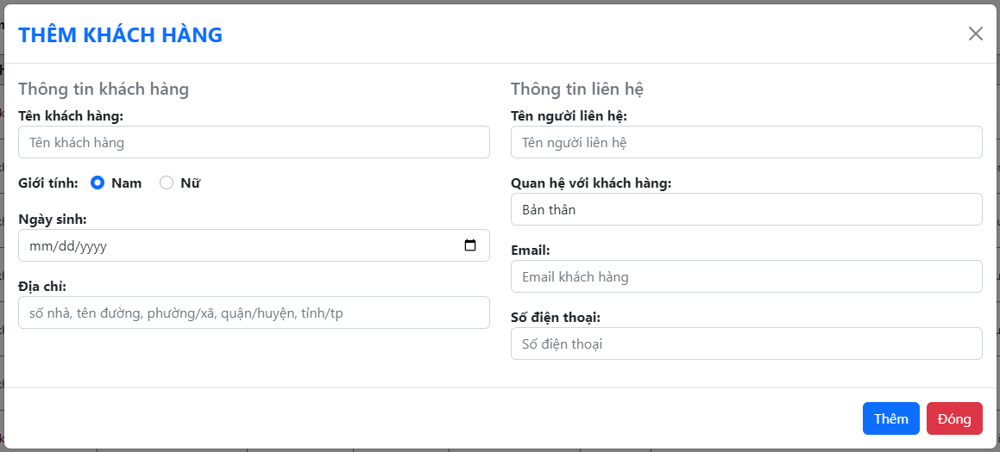 THÊM KHÁCH HÀNG
Thông tin khách hàng
Tên khách hàng:
Tên khách hàng
Giới tính: Nam Nữ
Ngày sinh:
mm/dd/yyyy
Địa chỉ:
số nhà, tên đường, phường/xã, quận/huyện, tỉnh/tp
Thông tin liên hệ
Tên người liên hệ:
Tên người liên hệ
Quan hệ với khách hàng:
Bản thân
Email:
Email khách hàng
Số điện thoại:
Số điện thoại
Thêm Đóng